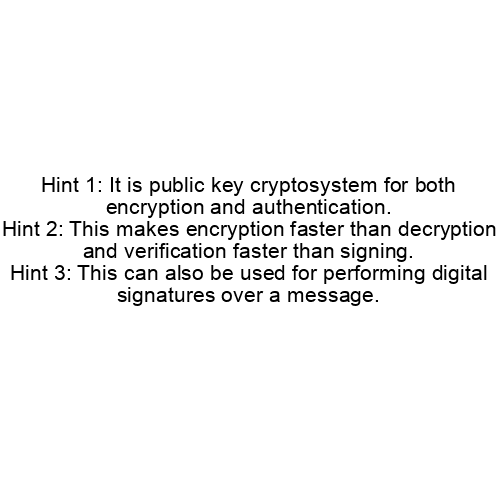 Hint 1: It is public key cryptosystem for both
encryption and authentication.
Hint 2: This makes encryption faster than decryption
and verification faster than signing.
Hint 3: This can also be used for performing digital
signatures over a message.